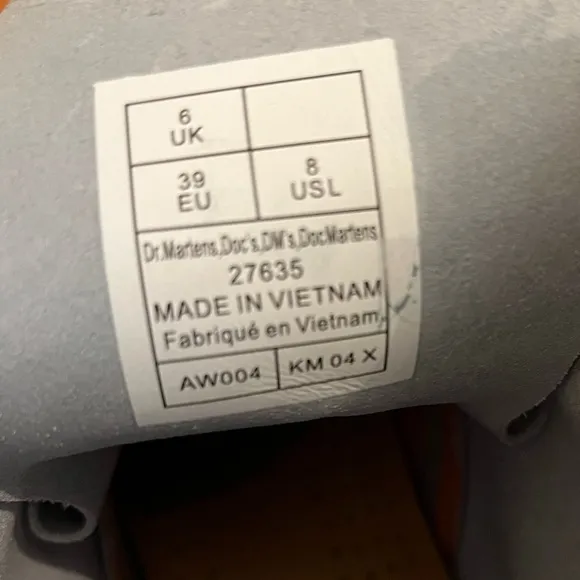 6
UK
39
EU
8
USL
Dr.Martens,Doc's,DM's,DocMartens
27635
MADE IN VIETNAM
Fabriqué en Vietnam
AW004
KM 04 X